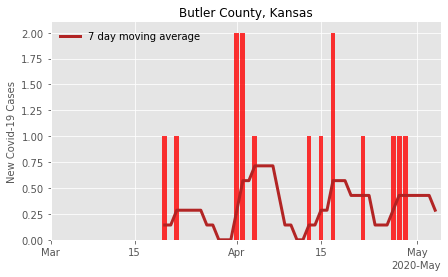 Butler County, Kansas
7 day moving average
New Covid-19 Cases
2.00
1.75
1.50
1.25
1.00
0.75
0.50
0.25
0.00
Mar
15
Apr
15
May
2020-May